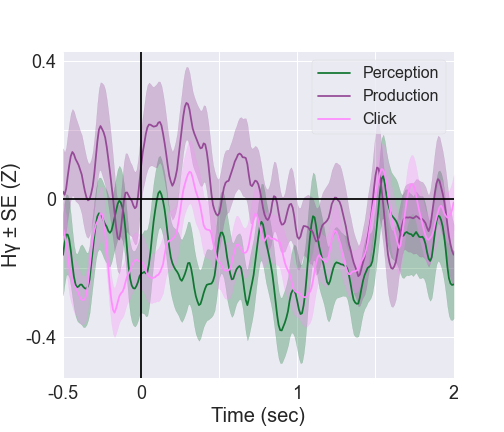 Perception
Production
Click
Hγ ± SE (Z)
0.4
0
-0.4
-0.5
0
1
2
Time (sec)